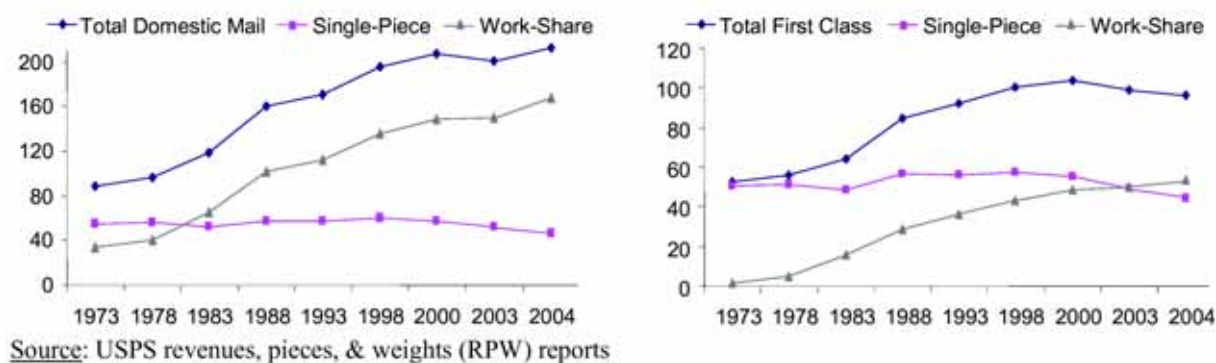 Total Domestic Mail Single-Piece Work-Share
200
160
120
80
40
0
1973 1978 1983 1988 1993 1998 2000 2003 2004
Total First Class Single-Piece Work-Share
120
100
80
60
40
20
0
1973 1978 1983 1988 1993 1998 2000 2003 2004
Source: USPS revenues, pieces, & weights (RPW) reports